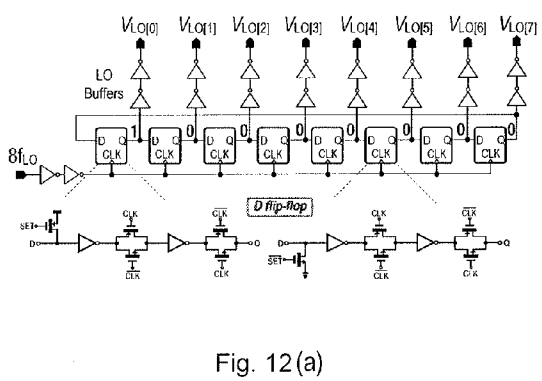 VLO[0] VLO[1] VLO[2] VLO[3] VLO[4] VLO[5] VLO[6] VLO[7]
LO
Buffers
1 0 0 0 0 0 0 0
D Q D Q D Q D Q D Q D Q D Q D Q
CLK CLK CLK CLK CLK CLK CLK CLK
8fLO
D flip-flop
SET CLK CLK CLK CLK
D Q D Q
CLK CLK SET CLK CLK
Fig. 12(a)